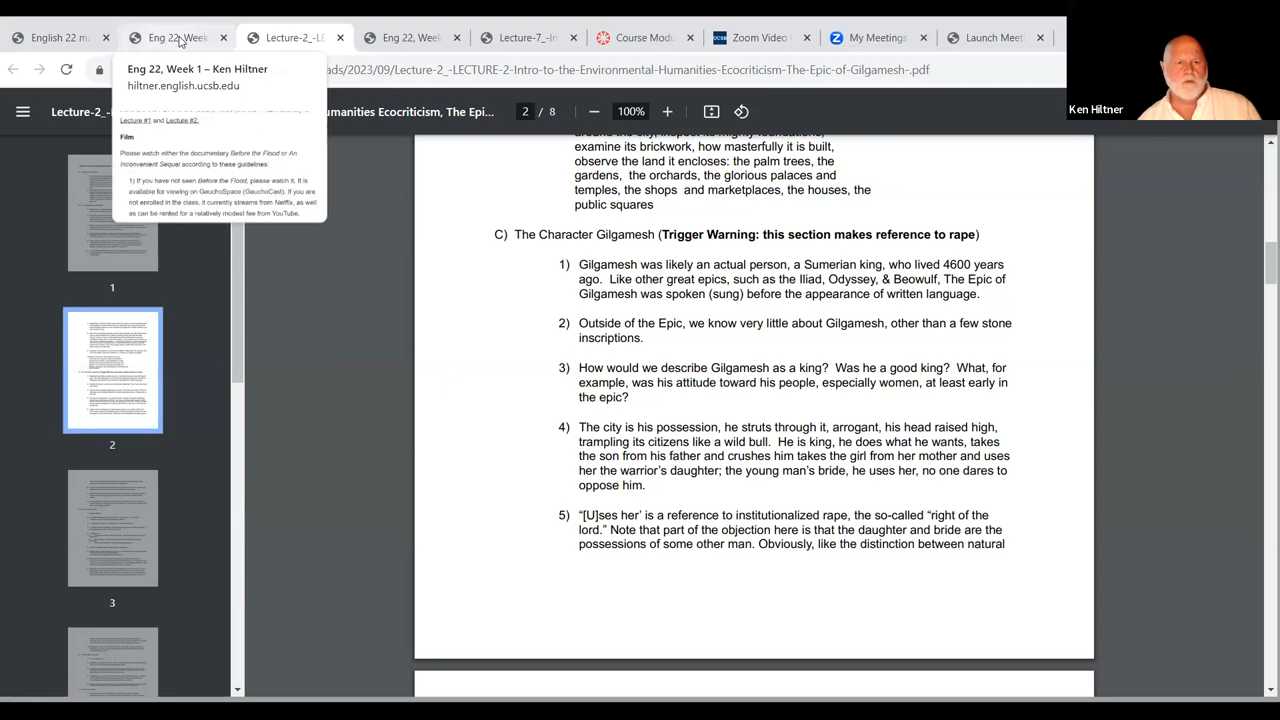 English 22 ma
Eng 22, Week
Lecture-2_-LE
Eng 22, Week
Lecture-7_-In
Course Modu
UCSB
Zoom Video
My Meetings
Launch Meeti
ads/2023/09/Lecture-2_-LECTURE-2-Intro-to-the-Environmental-Humanities-Ecocriticism-The-Epic-of-Gilgamesh-.pdf
Eng 22, Week 1 – Ken Hiltner
hiltner.english.ucsb.edu
Lecture #1 and Lecture #2.
Film
Please watch either the documentary Before the Flood or An
Inconvenient Sequel according to these guidelines:
1) If you have not seen Before the Flood, please watch it. It is
available for viewing on GauchoSpace (GauchoCast). If you are
not enrolled in the class, it currently streams from Netflix, as well
as can be rented for a relatively modest fee from YouTube.
Ken Hiltner
Lecture-2_-L
manities Ecocriticism The Epi...
2 / 8
109%
1
2
3
examine its brickwork, how masterfully it is built,
observe the land it encloses: the palm trees, the
gardens, the orchards, the glorious palaces and
temples, the shops and marketplaces, the houses, the
public squares
C) The Character Gilgamesh (Trigger Warning: this section makes reference to rape)
1) Gilgamesh was likely an actual person, a Sumerian king, who lived 4600 years
ago. Like other great epics, such as the Iliad, Odyssey, & Beowulf, The Epic of
Gilgamesh was spoken (sung) before the appearance of written language.
2) Outside of the Epic, we know very little about Gilgamesh, other than a few stone
inscriptions.
3) How would we describe Gilgamesh as a king? Was he a good king? What, for
example, was his attitude toward his people, especially women, at least early in
the epic?
4) The city is his possession, he struts through it, arrogant, his head raised high,
trampling its citizens like a wild bull. He is king, he does what he wants, takes
the son from his father and crushes him takes the girl from her mother and uses
her the warrior’s daughter; the young man’s bride, he uses her, no one dares to
oppose him.
5) “[U]ses her’ is a reference to institutionalized rape, the so-called “right of the
lord.” Note that part of the objection here is that the daughter and bride are the
possessions of some other man. Obviously, like the distinction between natural